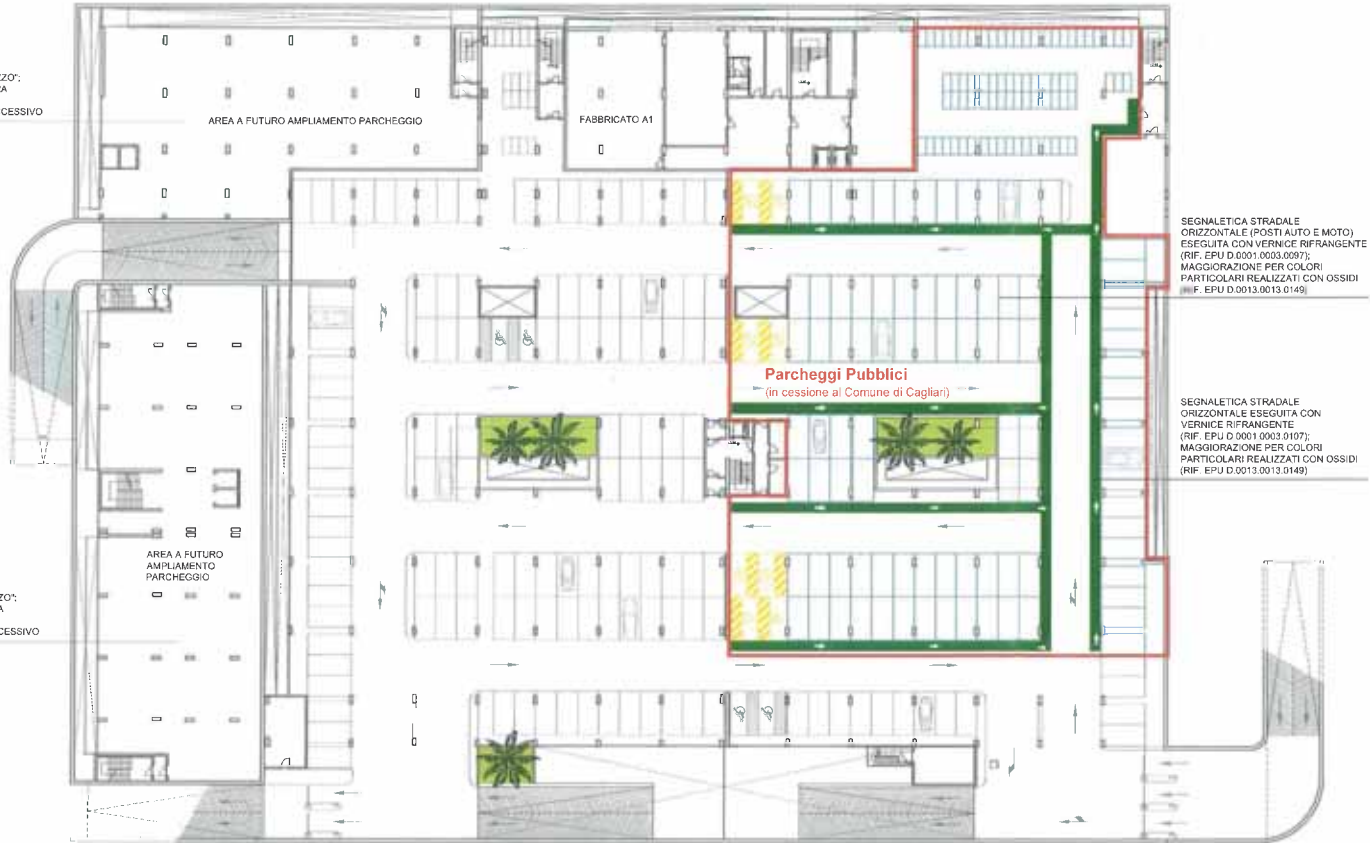 ZZO";
RA
CESSIVO
AREA A FUTURO AMPLIAMENTO PARCHEGGIO
FABBRICATO A1
SEGNALETICA STRADALE
ORIZZONTALE (POSTI AUTO E MOTO)
ESEGUITA CON VERNICE RIFRANGENTE
(RIF. EPU D.0001.0003.0097);
MAGGIORAZIONE PER COLORI
PARTICOLARI REALIZZATI CON OSSIDI
F. EPU D.0013.0013.0149)
Parcheggi Pubblici
(in cessione al Comune di Cagliari)
SEGNALETICA STRADALE
ORIZZONTALE ESEGUITA CON
VERNICE RIFRANGENTE
(RIF. EPU D.0001.0003.0107);
MAGGIORAZIONE PER COLORI
PARTICOLARI REALIZZATI CON OSSIDI
(RIF. EPU D.0013.0013.0149)
AREA A FUTURO
AMPLIAMENTO
PARCHEGGIO
ZO";
A
CESSIVO